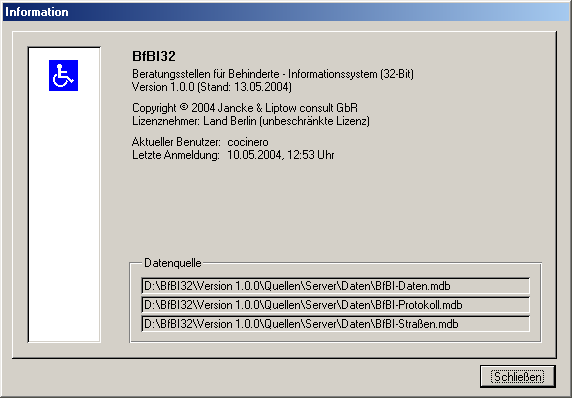 Information
BfBI32
Beratungsstellen für Behinderte - Informationssystem (32-Bit)
Version 1.0.0 (Stand: 13.05.2004)
Copyright © 2004 Jancke & Liptow consult GbR
Lizenznehmer: Land Berlin (unbeschränkte Lizenz)
Aktueller Benutzer: cocinero
Letzte Anmeldung: 10.05.2004, 12:53 Uhr
Datenquelle
D:\BfBI32\Version 1.0.0\Quellen\Server\Daten\BfBI-Daten.mdb
D:\BfBI32\Version 1.0.0\Quellen\Server\Daten\BfBI-Protokoll.mdb
D:\BfBI32\Version 1.0.0\Quellen\Server\Daten\BfBI-Straßen.mdb
Schließen